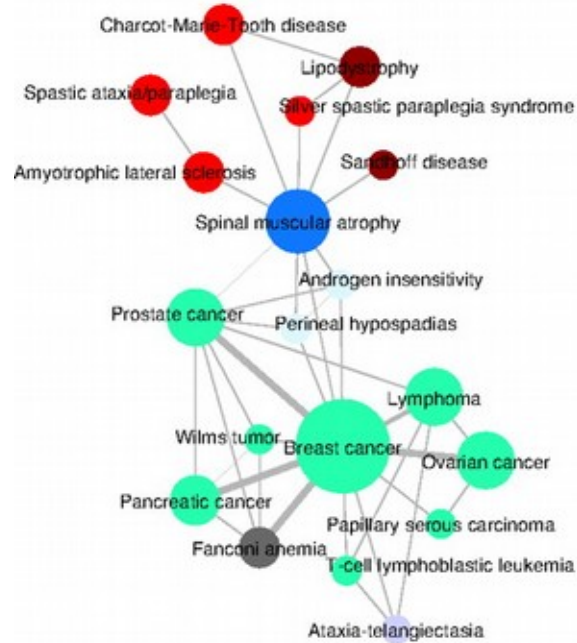 Charcot-Marie-Tooth disease
Lipodystrophy
Spastic ataxia/paraplegia
Silver spastic paraplegia syndrome
Sandhoff disease
Amyotrophic lateral sclerosis
Spinal muscular atrophy
Androgen insensitivity
Prostate cancer
Perineal hypospadias
Lymphoma
Wilms tumor
Breast cancer
Ovarian cancer
Pancreatic cancer
Papillary serous carcinoma
Fanconi anemia
T-cell lymphoblastic leukemia
Ataxia-telangiectasia